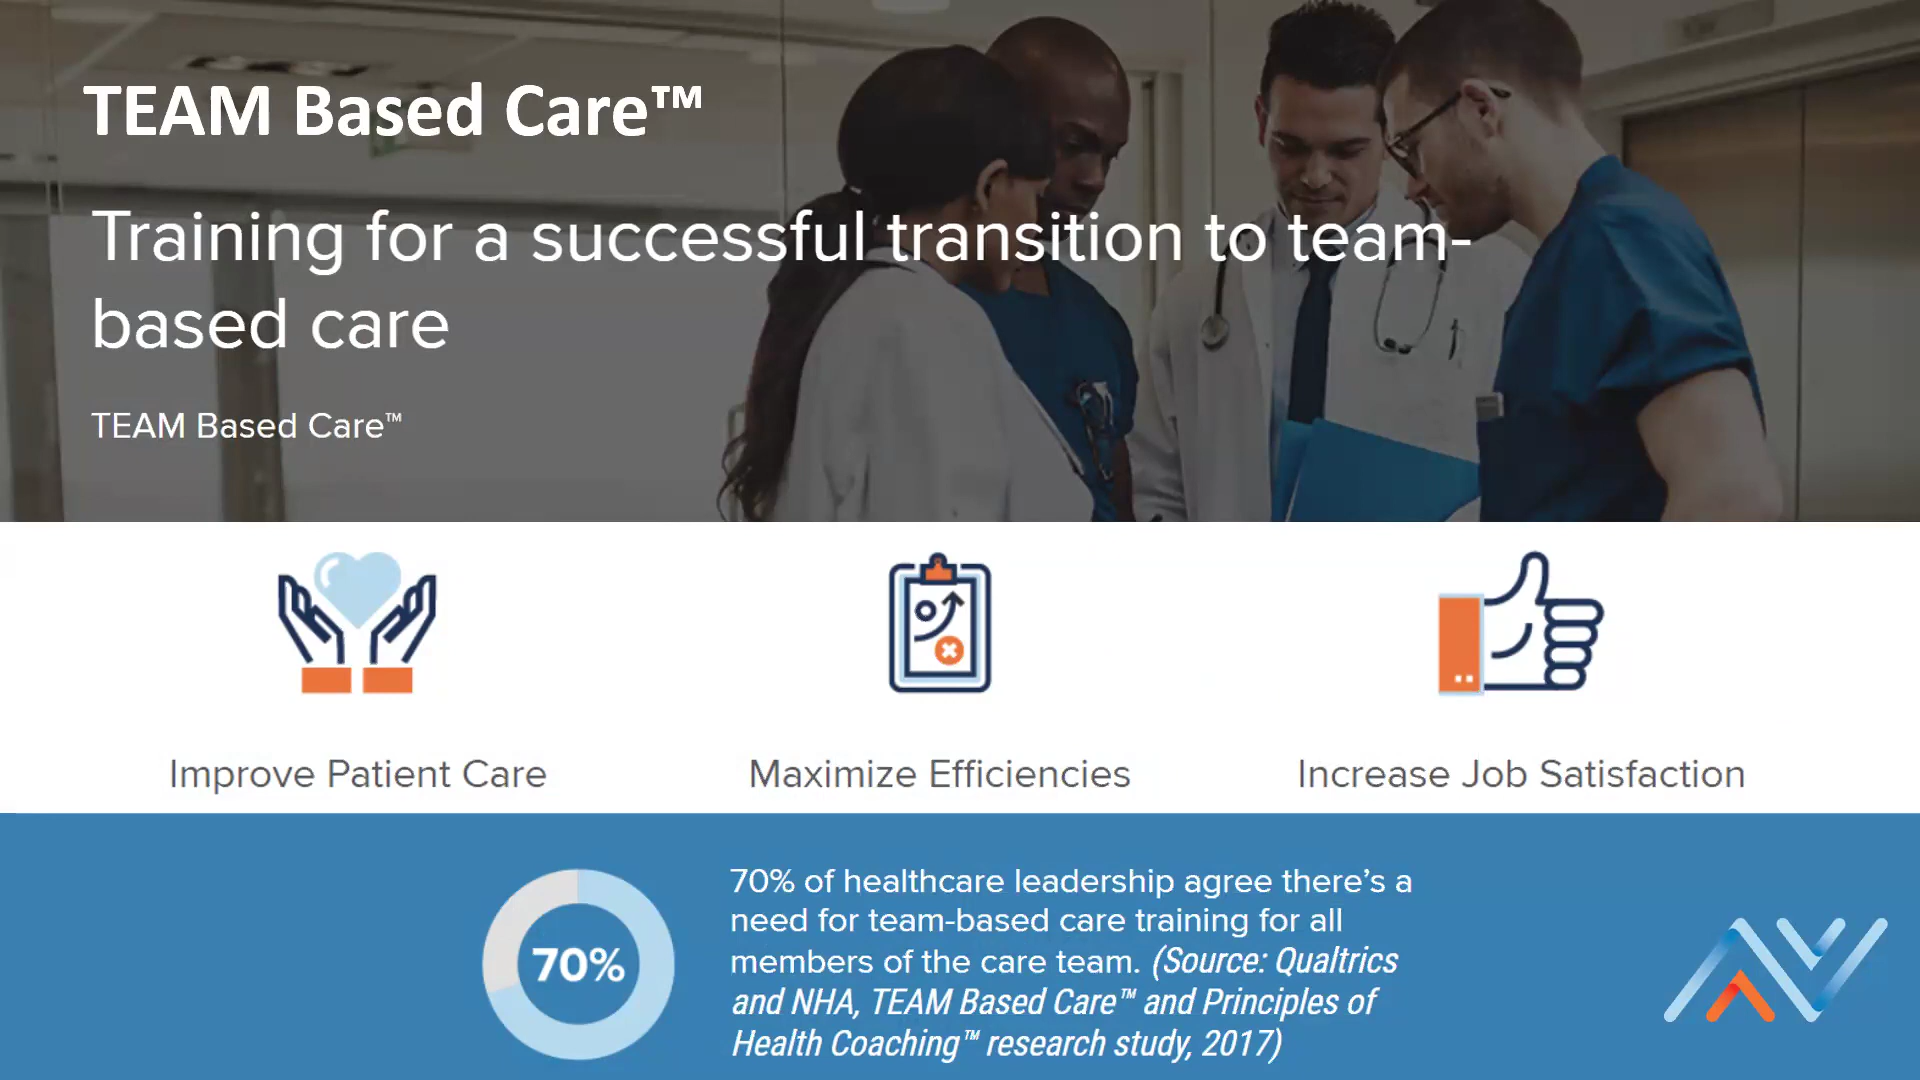 TEAM Based Care™
Training for a successful transition to team-
based care
TEAM Based Care™
Improve Patient Care
Maximize Efficiencies
Increase Job Satisfaction
70%
70% of healthcare leadership agree there’s a
need for team-based care training for all
members of the care team. (Source: Qualtrics
and NHA, TEAM Based Care™ and Principles of
Health Coaching™ research study, 2017)